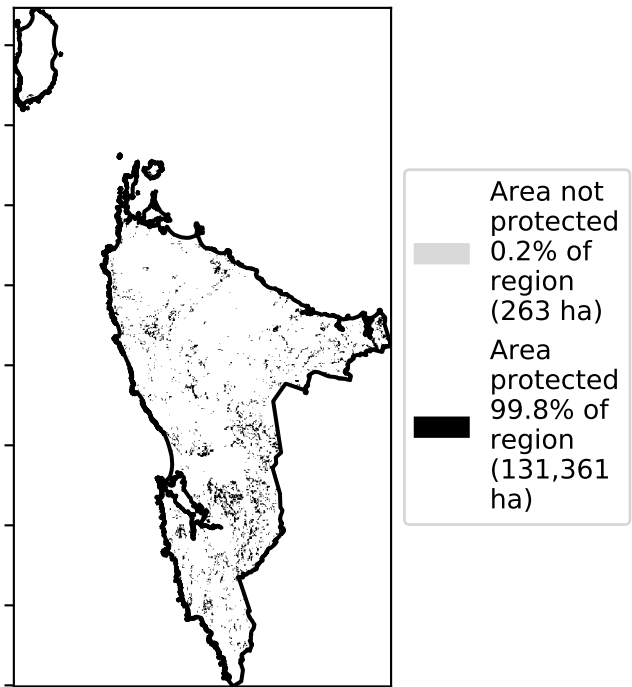 Area not
protected
0.2% of
region
(263 ha)
Area
protected
99.8% of
region
(131,361
ha)